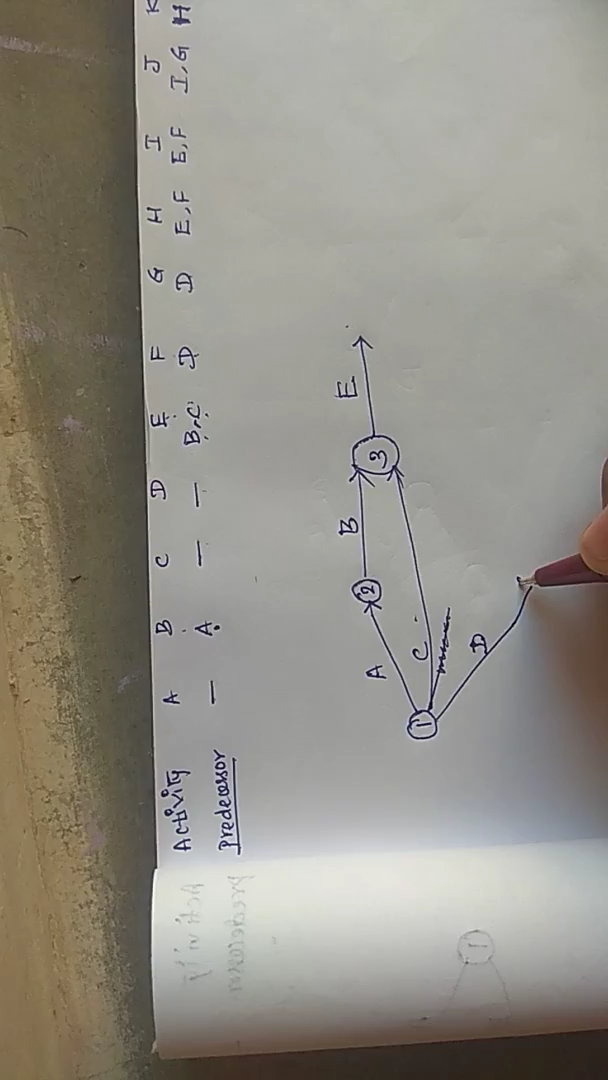 Activity A B C D E F G H I J K
Predecessor — A — — B,C D D E,F E,F I,G H
A B E
1 2 3
C
D